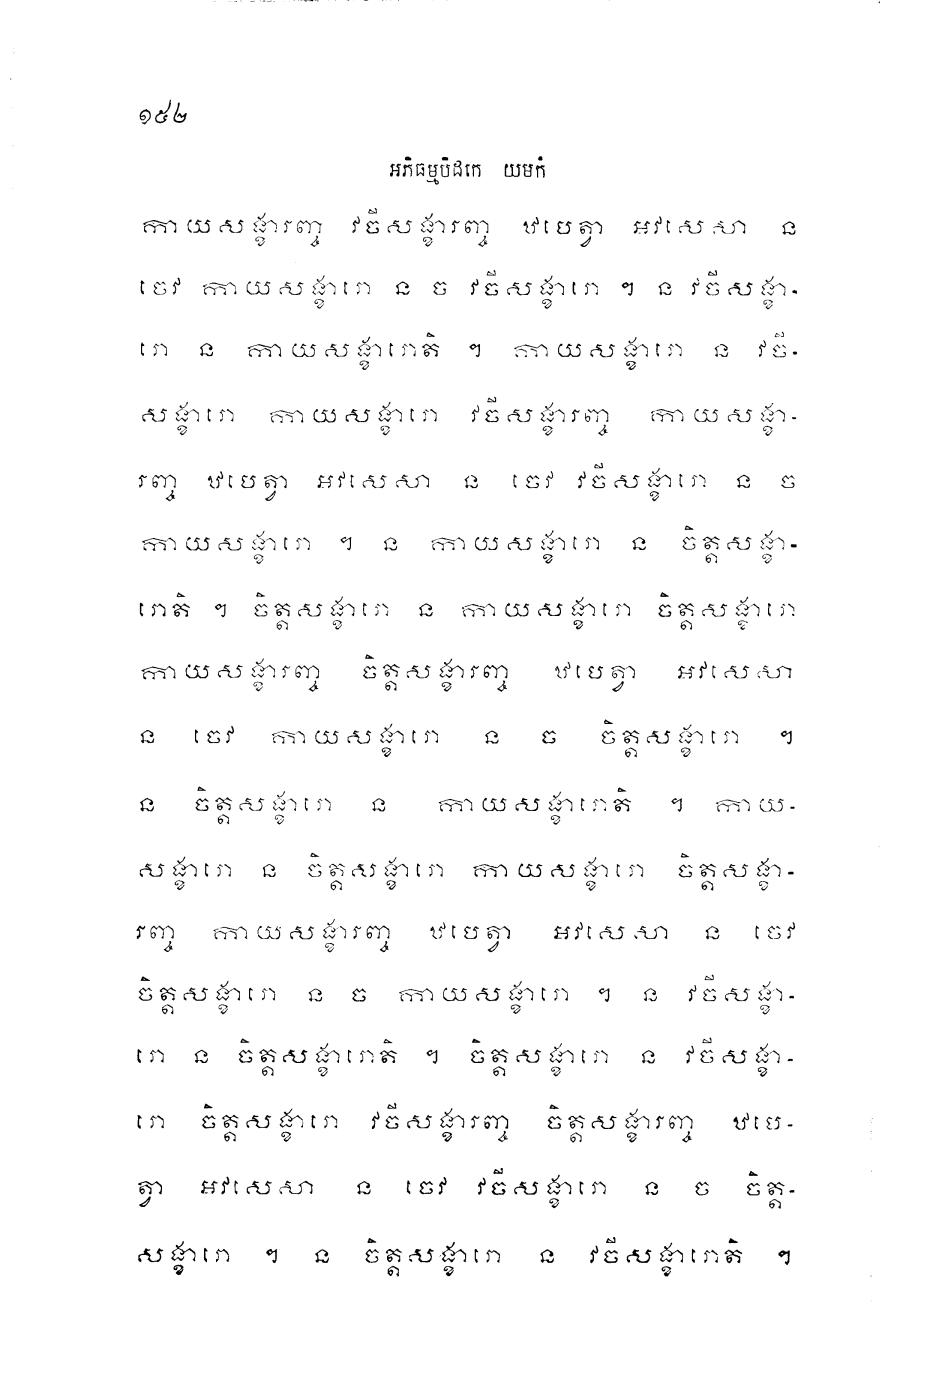 ១៥២
អភិធម្មបិដកេ យមកំ
កាយសង្ខារញ្ច វចីសង្ខារញ្ច ឋបេត្វា អវសេសា ន
ចេវ កាយសង្ខារោ ន ច វចីសង្ខារោ ។ ន វចីសង្ខា-
រោ ន កាយសង្ខារោតិ ។ កាយសង្ខារោ ន វចី-
សង្ខារោ កាយសង្ខារោ វចីសង្ខារញ្ច កាយសង្ខា-
រញ្ច ឋបេត្វា អវសេសា ន ចេវ វចីសង្ខារោ ន ច
កាយសង្ខារោ ។ ន កាយសង្ខារោ ន ចិត្តសង្ខា-
រោតិ ។ ចិត្តសង្ខារោ ន កាយសង្ខារោ ចិត្តសង្ខារោ
កាយសង្ខារញ្ច ចិត្តសង្ខារញ្ច ឋបេត្វា អវសេសា
ន ចេវ កាយសង្ខារោ ន ច ចិត្តសង្ខារោ ។
ន ចិត្តសង្ខារោ ន កាយសង្ខារោតិ ។ កាយ-
សង្ខារោ ន ចិត្តសង្ខារោ កាយសង្ខារោ ចិត្តសង្ខា-
រញ្ច កាយសង្ខារញ្ច ឋបេត្វា អវសេសា ន ចេវ
ចិត្តសង្ខារោ ន ច កាយសង្ខារោ ។ ន វចីសង្ខា-
រោ ន ចិត្តសង្ខារោតិ ។ ចិត្តសង្ខារោ ន វចីសង្ខា-
រោ ចិត្តសង្ខារោ វចីសង្ខារញ្ច ចិត្តសង្ខារញ្ច ឋបេ-
ត្វា អវសេសា ន ចេវ វចីសង្ខារោ ន ច ចិត្ត-
សង្ខារោ ។ ន ចិត្តសង្ខារោ ន វចីសង្ខារោតិ ។